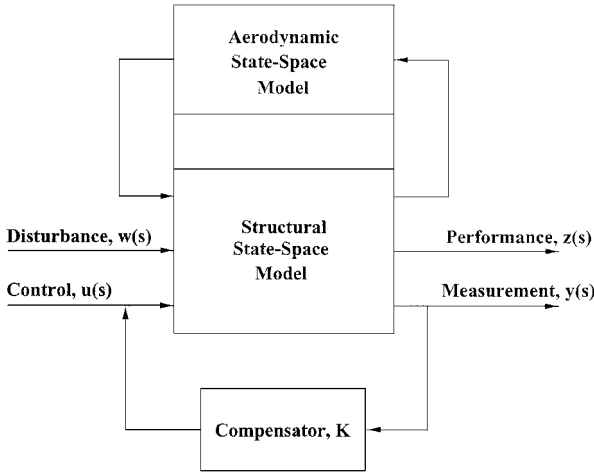 Aerodynamic
State-Space
Model
Structural
State-Space
Model
Disturbance, w(s)
Performance, z(s)
Control, u(s)
Measurement, y(s)
Compensator, K